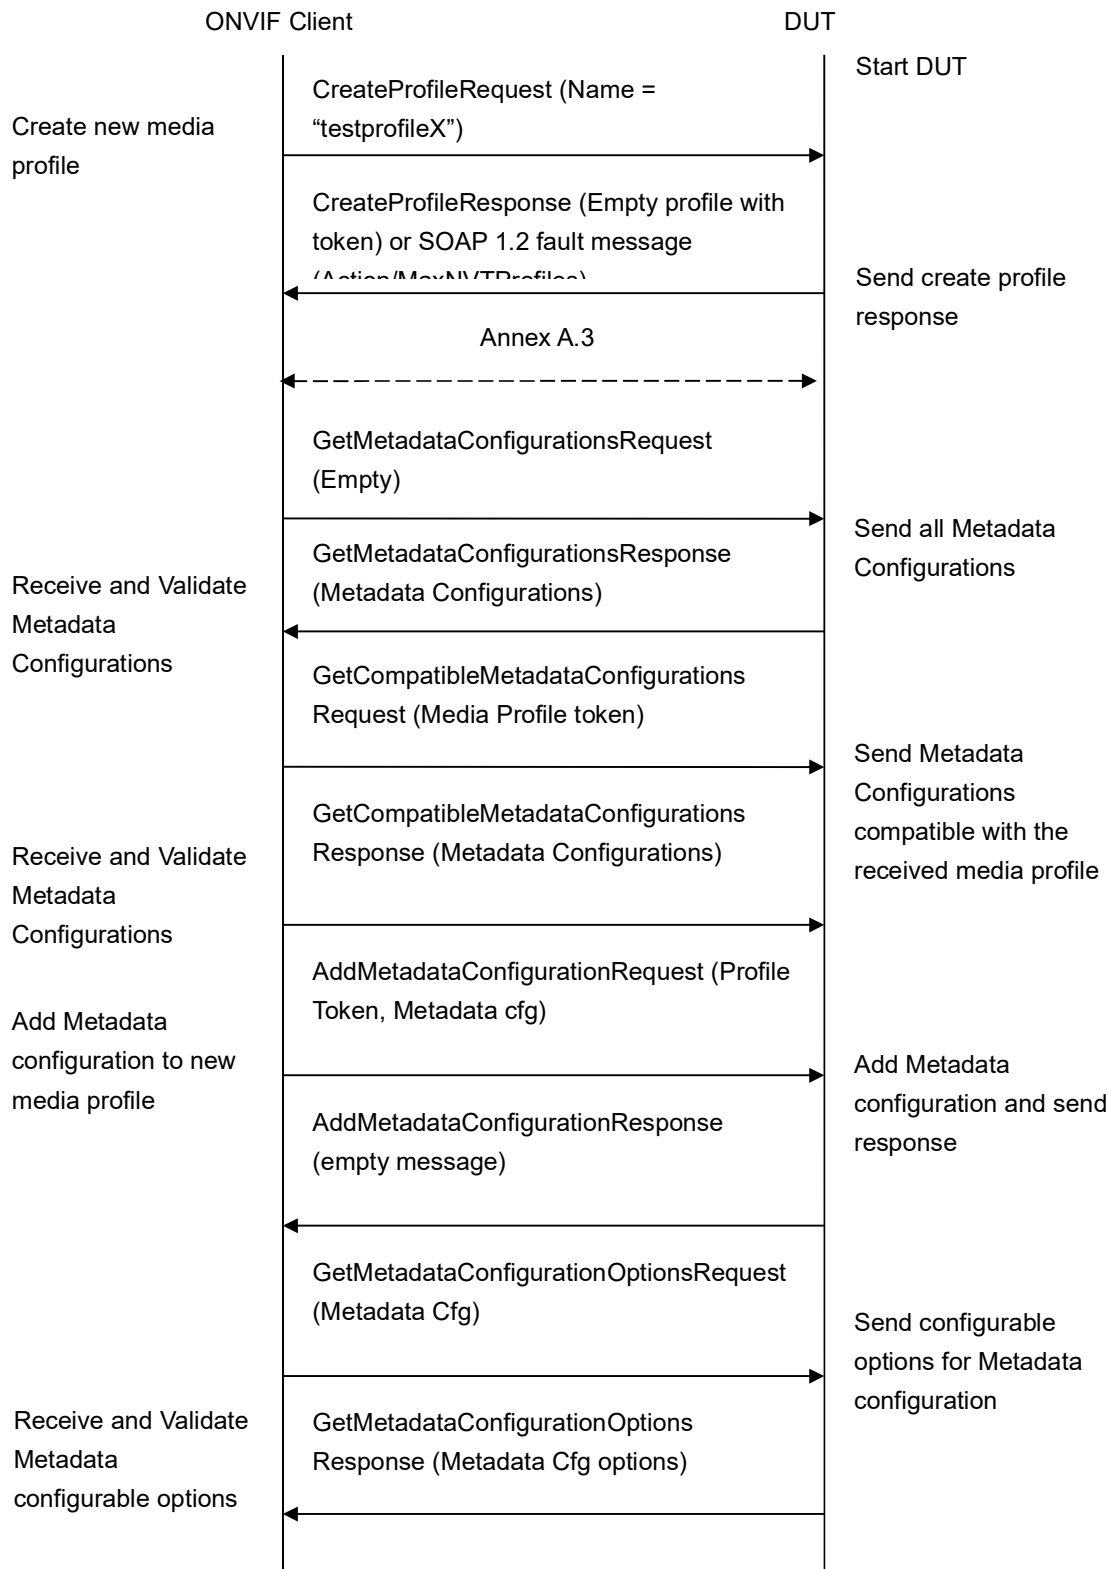 ONVIF Client
DUT
Start DUT
CreateProfileRequest (Name =
“testprofileX”)
Create new media
profile
CreateProfileResponse (Empty profile with
token) or SOAP 1.2 fault message
(Action/MaxNVTProfiles)
Send create profile
response
Annex A.3
GetMetadataConfigurationsRequest
(Empty)
Send all Metadata
Configurations
GetMetadataConfigurationsResponse
(Metadata Configurations)
Receive and Validate
Metadata
Configurations
GetCompatibleMetadataConfigurations
Request (Media Profile token)
Send Metadata
Configurations
compatible with the
received media profile
GetCompatibleMetadataConfigurations
Response (Metadata Configurations)
Receive and Validate
Metadata
Configurations
AddMetadataConfigurationRequest (Profile
Token, Metadata cfg)
Add Metadata
configuration to new
media profile
Add Metadata
configuration and send
response
AddMetadataConfigurationResponse
(empty message)
GetMetadataConfigurationOptionsRequest
(Metadata Cfg)
Send configurable
options for Metadata
configuration
GetMetadataConfigurationOptions
Response (Metadata Cfg options)
Receive and Validate
Metadata
configurable options